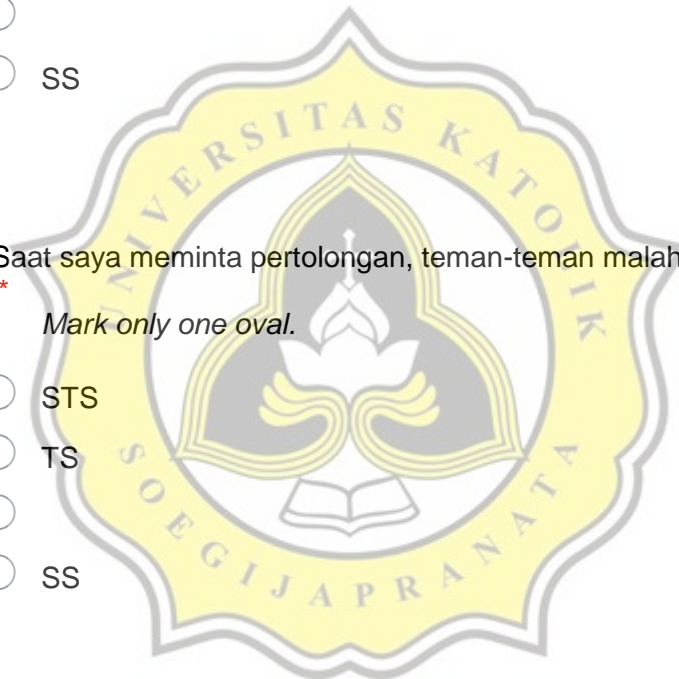 SS
UNIVERSITAS KATOLIK
Saat saya meminta pertolongan, teman-teman malah
*
Mark only one oval.
STS
TS
SS
SOEGIJAPRANATA